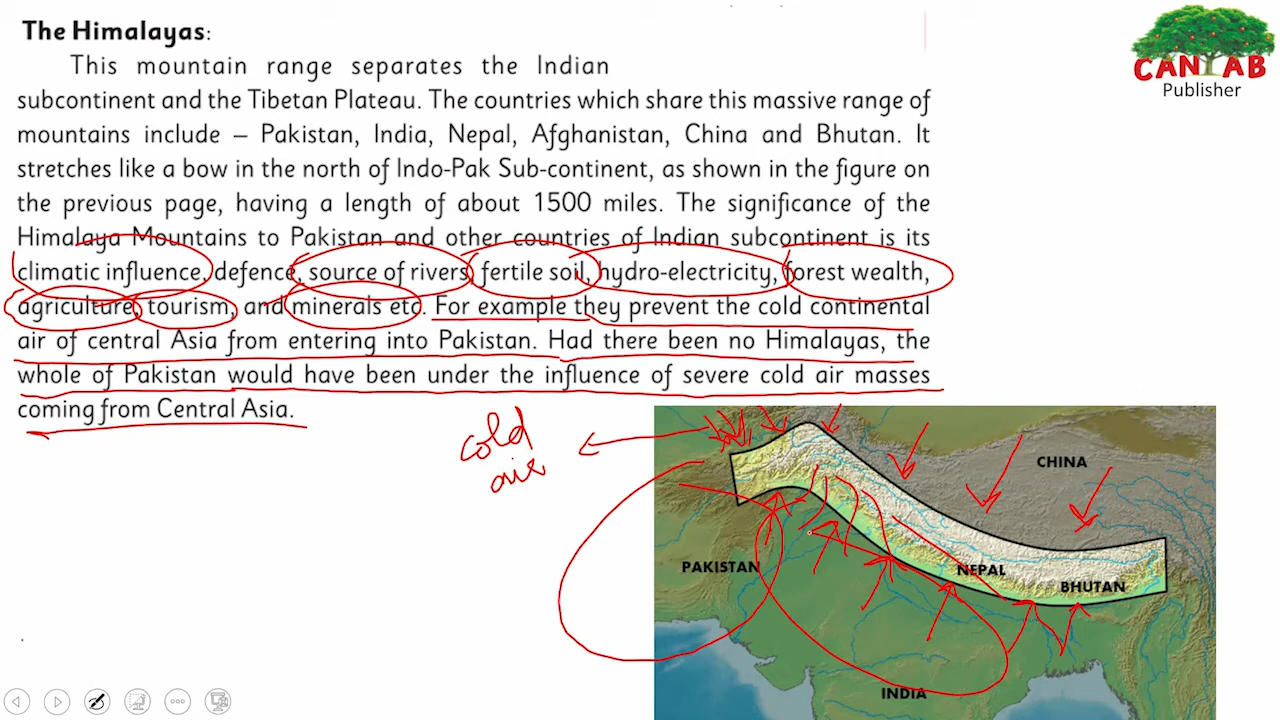 The Himalayas:
This mountain range separates the Indian
subcontinent and the Tibetan Plateau. The countries which share this massive range of
mountains include – Pakistan, India, Nepal, Afghanistan, China and Bhutan. It
stretches like a bow in the north of Indo-Pak Sub-continent, as shown in the figure on
the previous page, having a length of about 1500 miles. The significance of the
Himalaya Mountains to Pakistan and other countries of Indian subcontinent is its
climatic influence, defence, source of rivers, fertile soil, hydro-electricity, forest wealth,
agriculture, tourism, and minerals etc. For example they prevent the cold continental
air of central Asia from entering into Pakistan. Had there been no Himalayas, the
whole of Pakistan would have been under the influence of severe cold air masses
coming from Central Asia.
CANTAB
Publisher
cold
air
CHINA
PAKISTAN
NEPAL
BHUTAN
INDIA